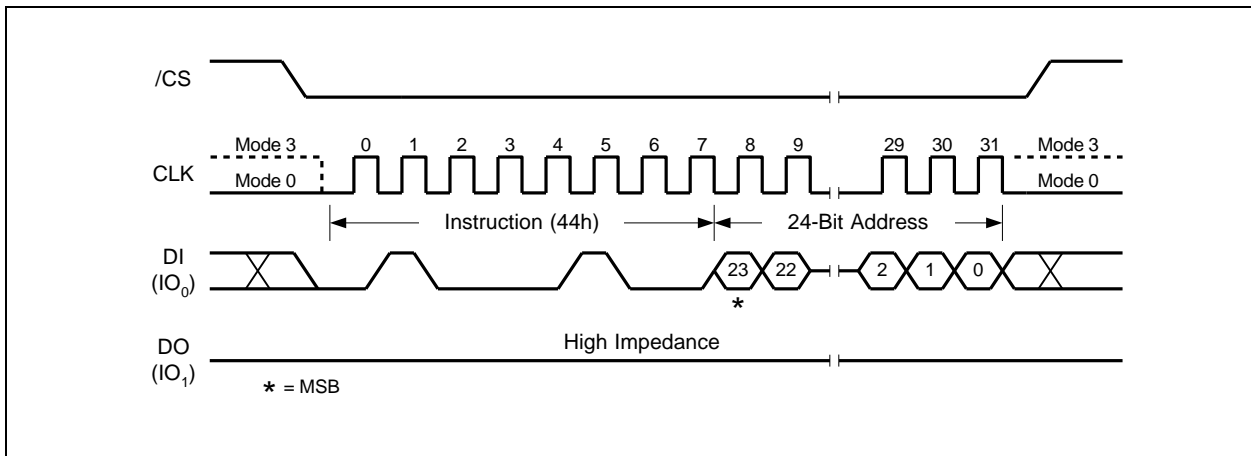 /CS
Mode 3
0 1 2 3 4 5 6 7 8 9 29 30 31
Mode 3
CLK
Mode 0
Mode 0
Instruction (44h)
24-Bit Address
DI
(IO0)
23 22 2 1 0
*
High Impedance
DO
(IO1)
* = MSB